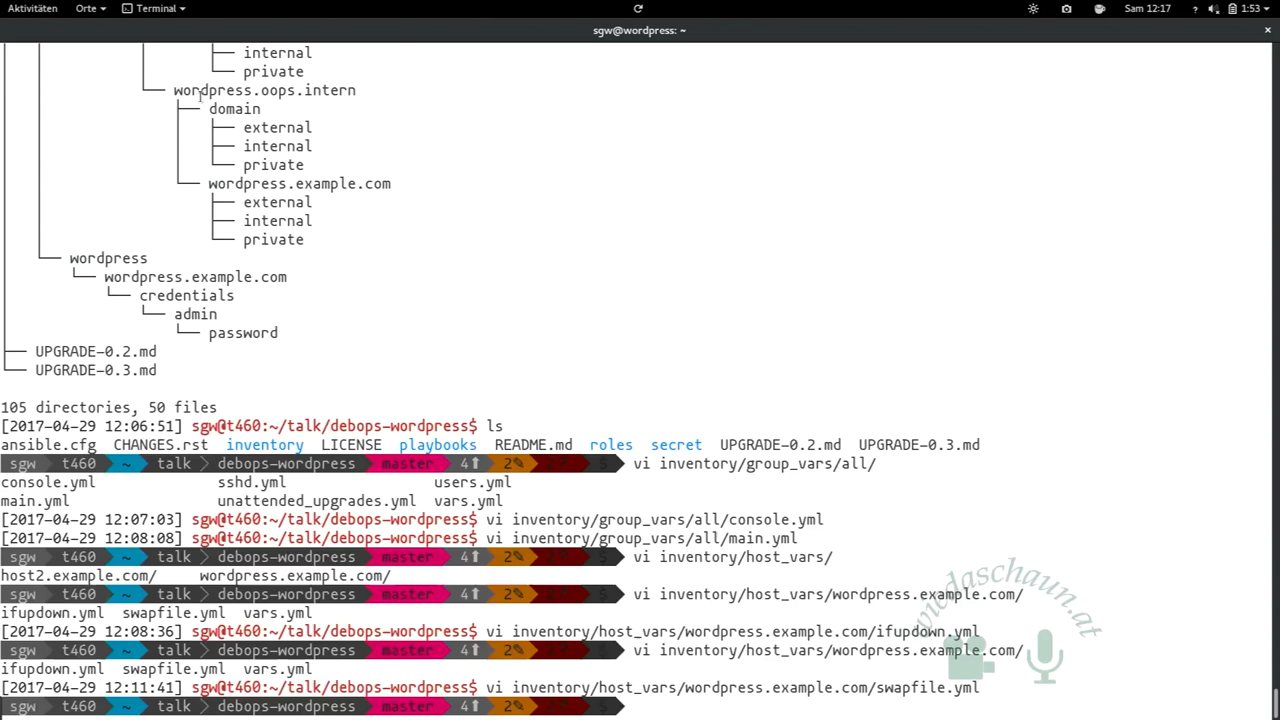 Aktivitäten Orte Terminal Sam 12:17 ? 1:53
sgw@wordpress: ~ ×
├── internal
└── private
└── wordpress.oops.intern
├── domain
├── external
├── internal
└── private
└── wordpress.example.com
├── external
├── internal
└── private
└── wordpress
└── wordpress.example.com
└── credentials
└── admin
└── password
├── UPGRADE-0.2.md
└── UPGRADE-0.3.md
105 directories, 50 files
[2017-04-29 12:06:51] sgw@t460:~/talk/debops-wordpress$ ls
ansible.cfg CHANGES.rst inventory LICENSE playbooks README.md roles secret UPGRADE-0.2.md UPGRADE-0.3.md
sgw t460 ~ talk debops-wordpress master 4⬆ 2✎ $ vi inventory/group_vars/all/
console.yml sshd.yml users.yml
main.yml unattended_upgrades.yml vars.yml
[2017-04-29 12:07:03] sgw@t460:~/talk/debops-wordpress$ vi inventory/group_vars/all/console.yml
[2017-04-29 12:08:08] sgw@t460:~/talk/debops-wordpress$ vi inventory/group_vars/all/main.yml
sgw t460 ~ talk debops-wordpress master 4⬆ 2✎ $ vi inventory/host_vars/
host2.example.com/ wordpress.example.com/
sgw t460 ~ talk debops-wordpress master 4⬆ 2✎ $ vi inventory/host_vars/wordpress.example.com/
ifupdown.yml swapfile.yml vars.yml
[2017-04-29 12:08:36] sgw@t460:~/talk/debops-wordpress$ vi inventory/host_vars/wordpress.example.com/ifupdown.yml
sgw t460 ~ talk debops-wordpress master 4⬆ 2✎ $ vi inventory/host_vars/wordpress.example.com/
ifupdown.yml swapfile.yml vars.yml
[2017-04-29 12:11:41] sgw@t460:~/talk/debops-wordpress$ vi inventory/host_vars/wordpress.example.com/swapfile.yml
sgw t460 ~ talk debops-wordpress master 4⬆ 2✎ $